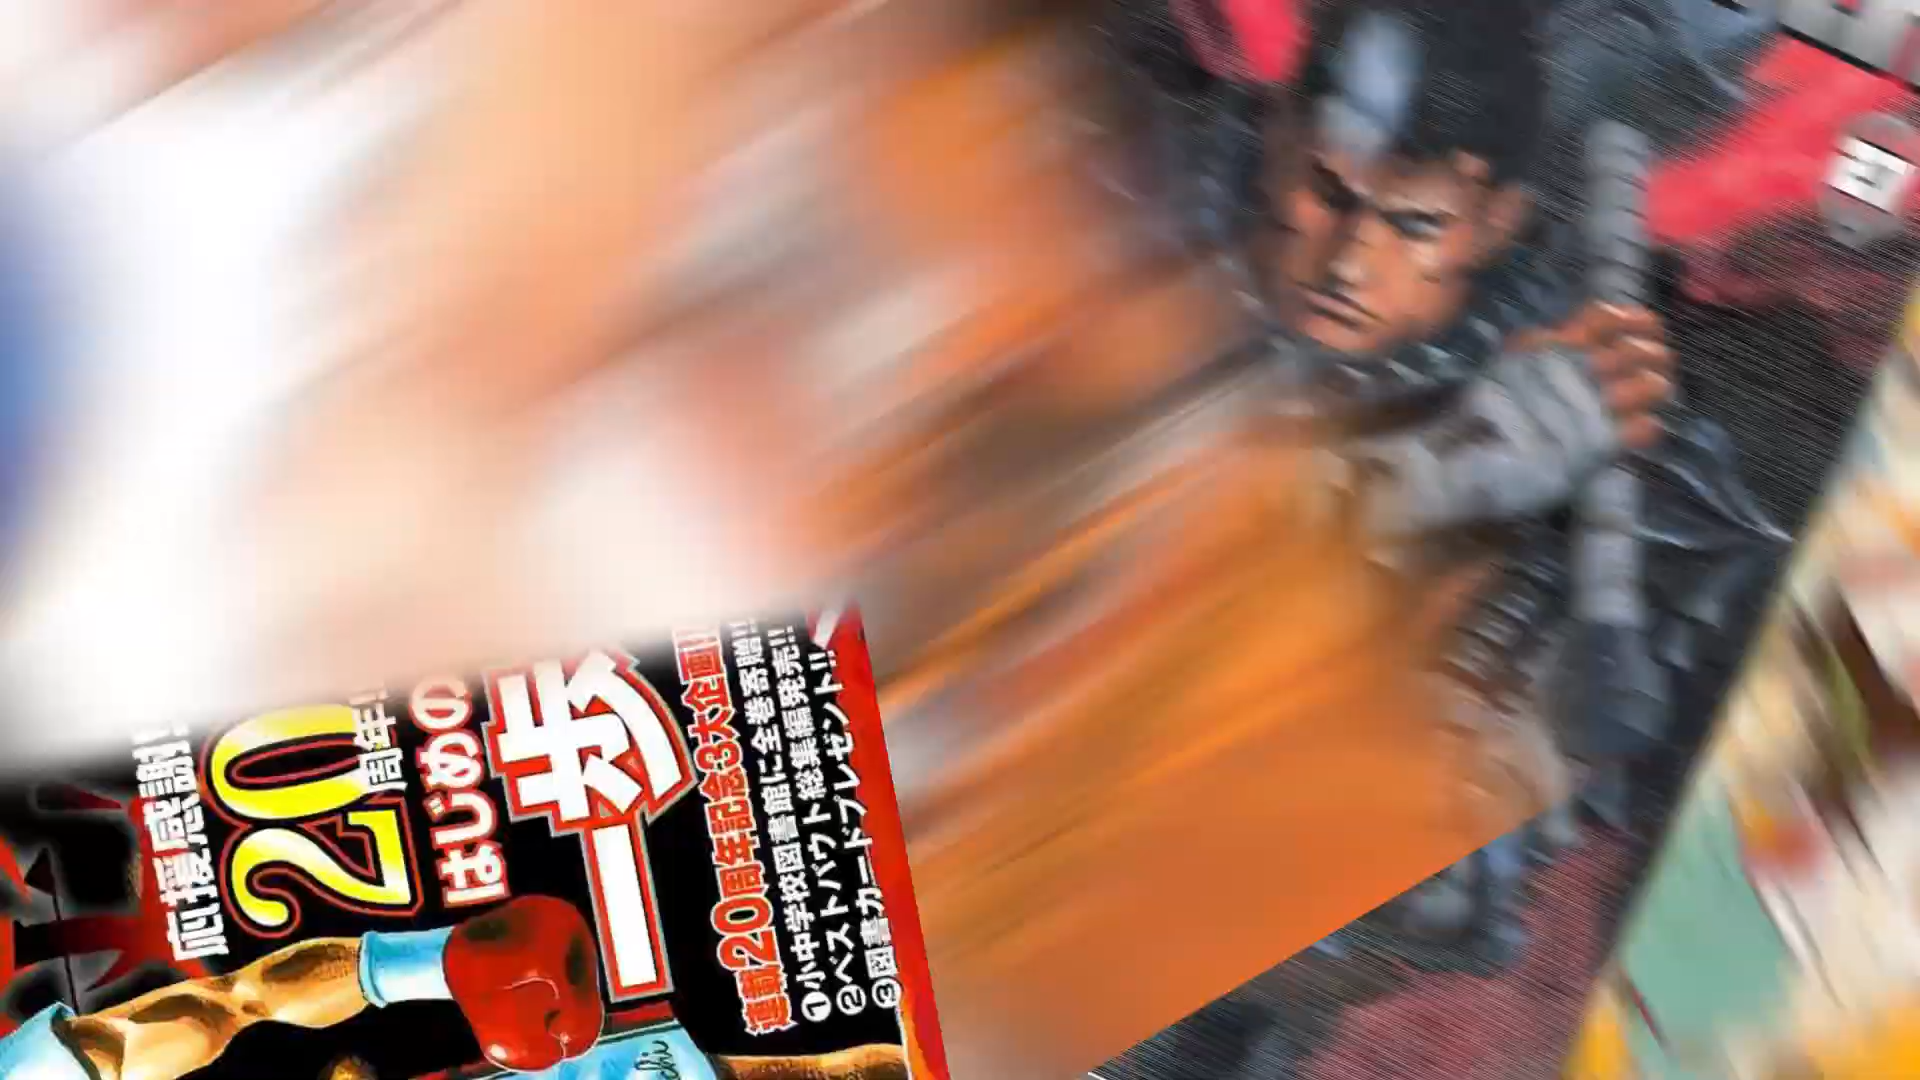 応援感謝!
20周年!
はじめの
一歩
連載20周年記念3大企画!!
①小中学校図書館に全巻寄贈!!
②ベストバウト総集編発売!!
③図書カードプレゼント!!